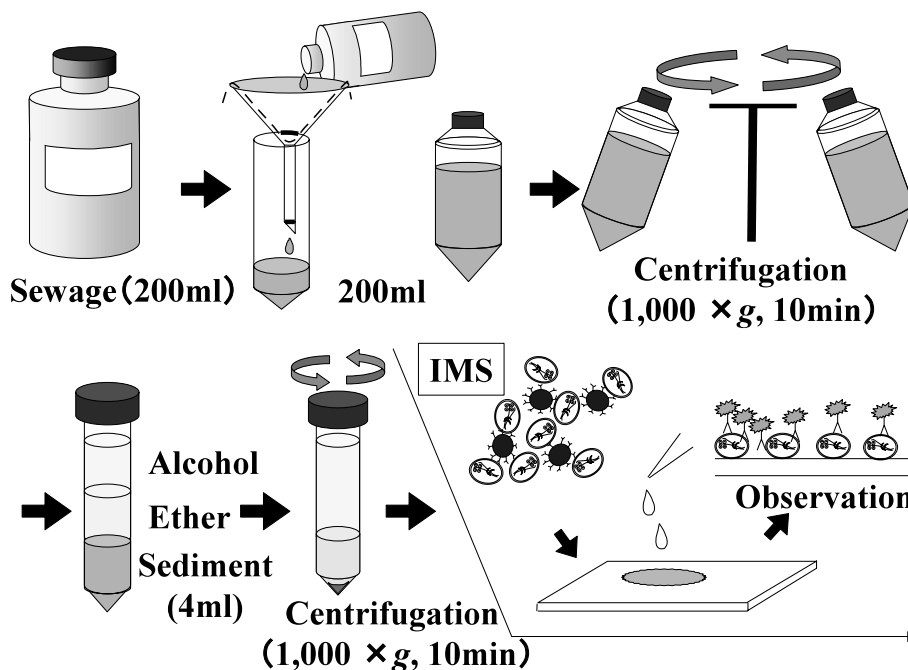 Sewage(200ml)
200ml
Centrifugation
(1,000 ×g, 10min)
Alcohol
Ether
Sediment
(4ml)
Centrifugation
(1,000 ×g, 10min)
IMS
Observation